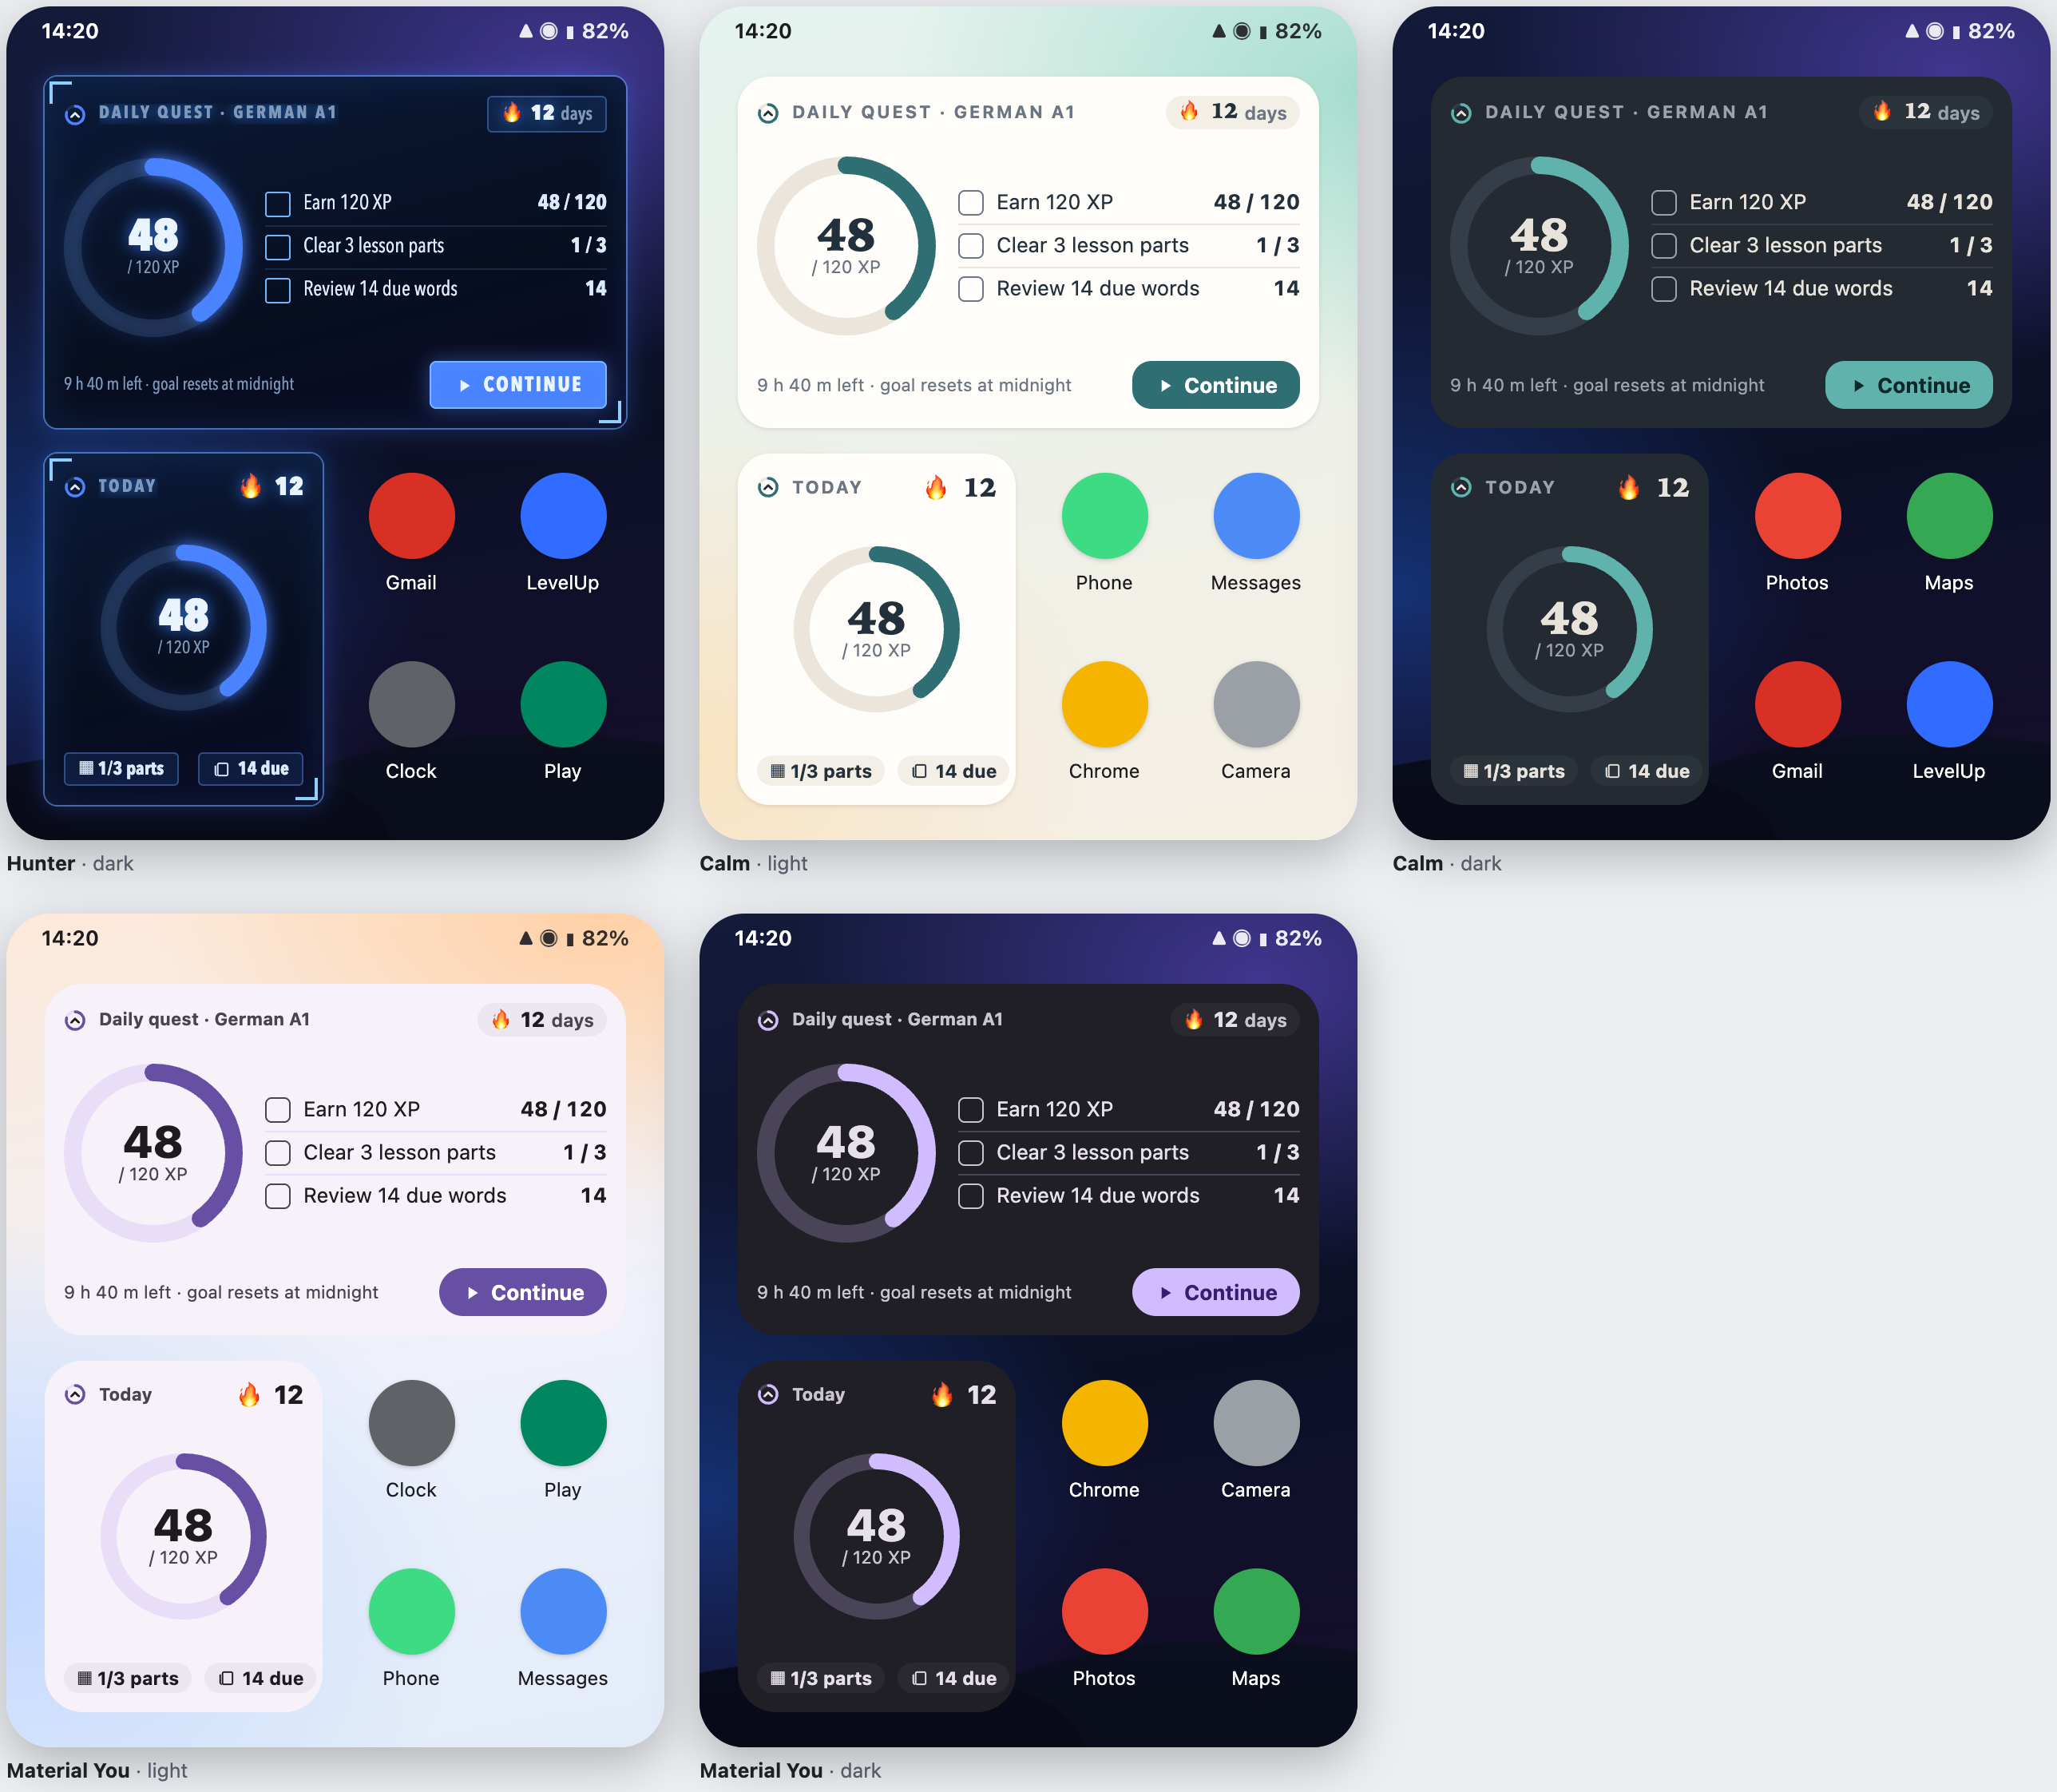 14:20 82%
DAILY QUEST · GERMAN A1 🔥 12 days
48
/ 120 XP
Earn 120 XP 48 / 120
Clear 3 lesson parts 1 / 3
Review 14 due words 14
9 h 40 m left · goal resets at midnight CONTINUE
TODAY 🔥 12
48
/ 120 XP
1/3 parts 14 due
Gmail LevelUp
Clock Play
Hunter · dark
14:20 82%
DAILY QUEST · GERMAN A1 🔥 12 days
48
/ 120 XP
Earn 120 XP 48 / 120
Clear 3 lesson parts 1 / 3
Review 14 due words 14
9 h 40 m left · goal resets at midnight Continue
TODAY 🔥 12
48
/ 120 XP
1/3 parts 14 due
Phone Messages
Chrome Camera
Calm · light
14:20 82%
DAILY QUEST · GERMAN A1 🔥 12 days
48
/ 120 XP
Earn 120 XP 48 / 120
Clear 3 lesson parts 1 / 3
Review 14 due words 14
9 h 40 m left · goal resets at midnight Continue
TODAY 🔥 12
48
/ 120 XP
1/3 parts 14 due
Photos Maps
Gmail LevelUp
Calm · dark
14:20 82%
Daily quest · German A1 🔥 12 days
48
/ 120 XP
Earn 120 XP 48 / 120
Clear 3 lesson parts 1 / 3
Review 14 due words 14
9 h 40 m left · goal resets at midnight Continue
Today 🔥 12
48
/ 120 XP
1/3 parts 14 due
Clock Play
Phone Messages
Material You · light
14:20 82%
Daily quest · German A1 🔥 12 days
48
/ 120 XP
Earn 120 XP 48 / 120
Clear 3 lesson parts 1 / 3
Review 14 due words 14
9 h 40 m left · goal resets at midnight Continue
Today 🔥 12
48
/ 120 XP
1/3 parts 14 due
Chrome Camera
Photos Maps
Material You · dark